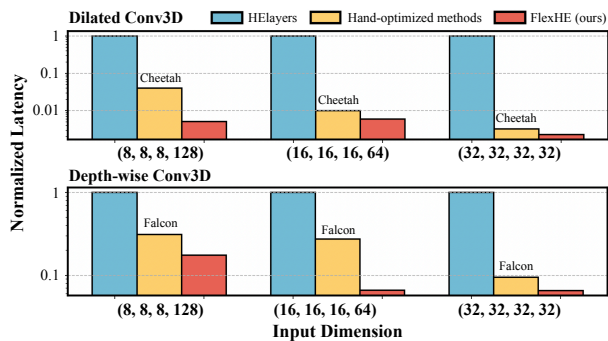 Dilated Conv3D
HElayers
Hand-optimized methods
FlexHE (ours)
Normalized Latency
1
0.1
0.01
Cheetah
Cheetah
Cheetah
(8, 8, 8, 128)
(16, 16, 16, 64)
(32, 32, 32, 32)
Depth-wise Conv3D
1
0.1
Falcon
Falcon
Falcon
(8, 8, 8, 128)
(16, 16, 16, 64)
(32, 32, 32, 32)
Input Dimension